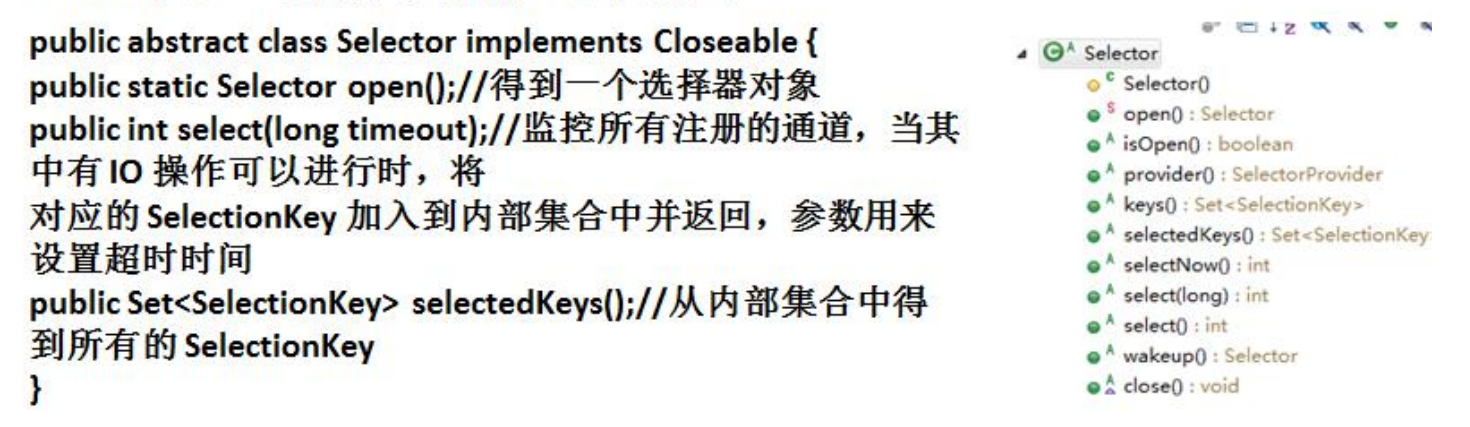 public abstract class Selector implements Closeable {
public static Selector open();//得到一个选择器对象
public int select(long timeout);//监控所有注册的通道，当其
中有 IO 操作可以进行时，将
对应的 SelectionKey 加入到内部集合中并返回，参数用来
设置超时时间
public Set<SelectionKey> selectedKeys();//从内部集合中得
到所有的 SelectionKey
}
Selector
Selector()
open() : Selector
isOpen() : boolean
provider() : SelectorProvider
keys() : Set<SelectionKey>
selectedKeys() : Set<SelectionKey
selectNow() : int
select(long) : int
select() : int
wakeup() : Selector
close() : void